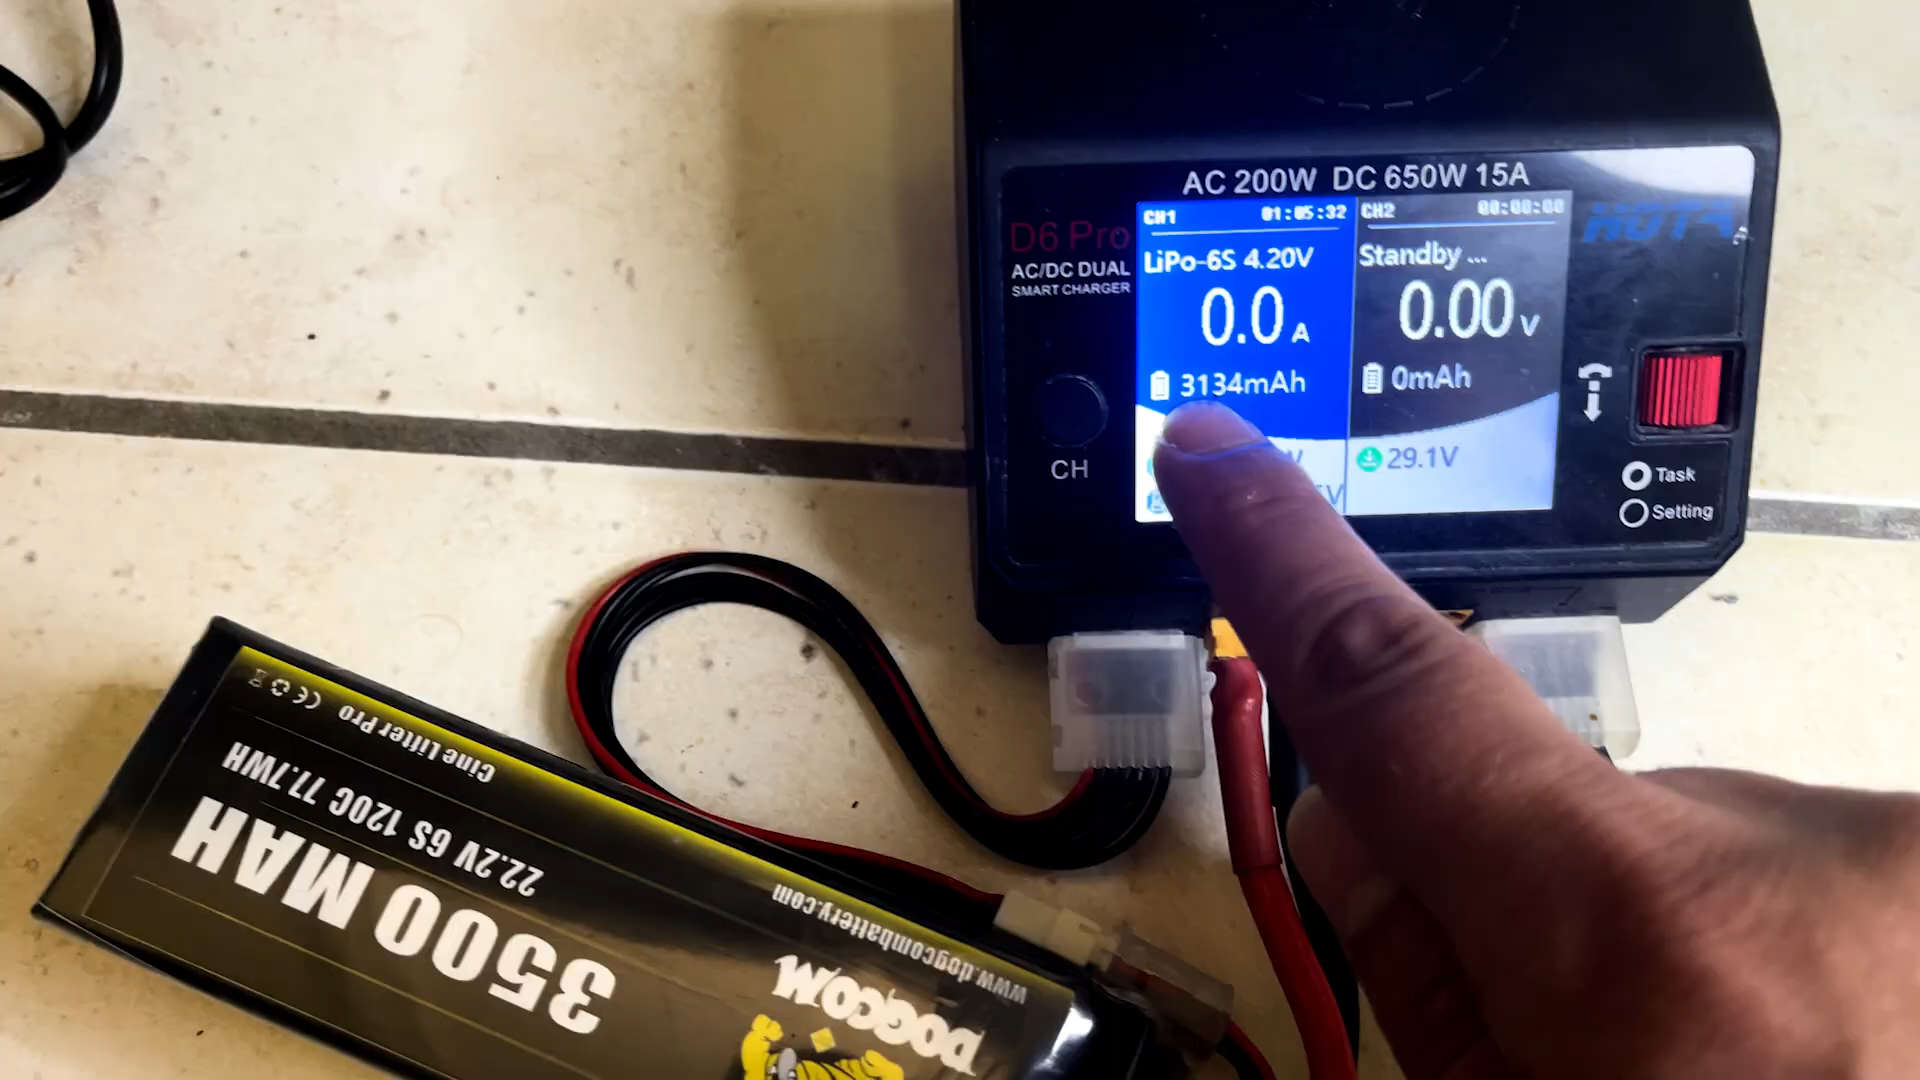 AC 200W DC 650W 15A
D6 Pro
AC/DC DUAL
SMART CHARGER
HOTA
CH1 01:05:32
LiPo-6S 4.20V
0.0 A
3134mAh
CH2 00:00:00
Standby ...
0.00 V
0mAh
29.1V
CH
Task
Setting
Cine Lifter Pro
22.2V 6S 120C 77.7WH
3500 MAH
www.dogcombattery.com
DOGCOM